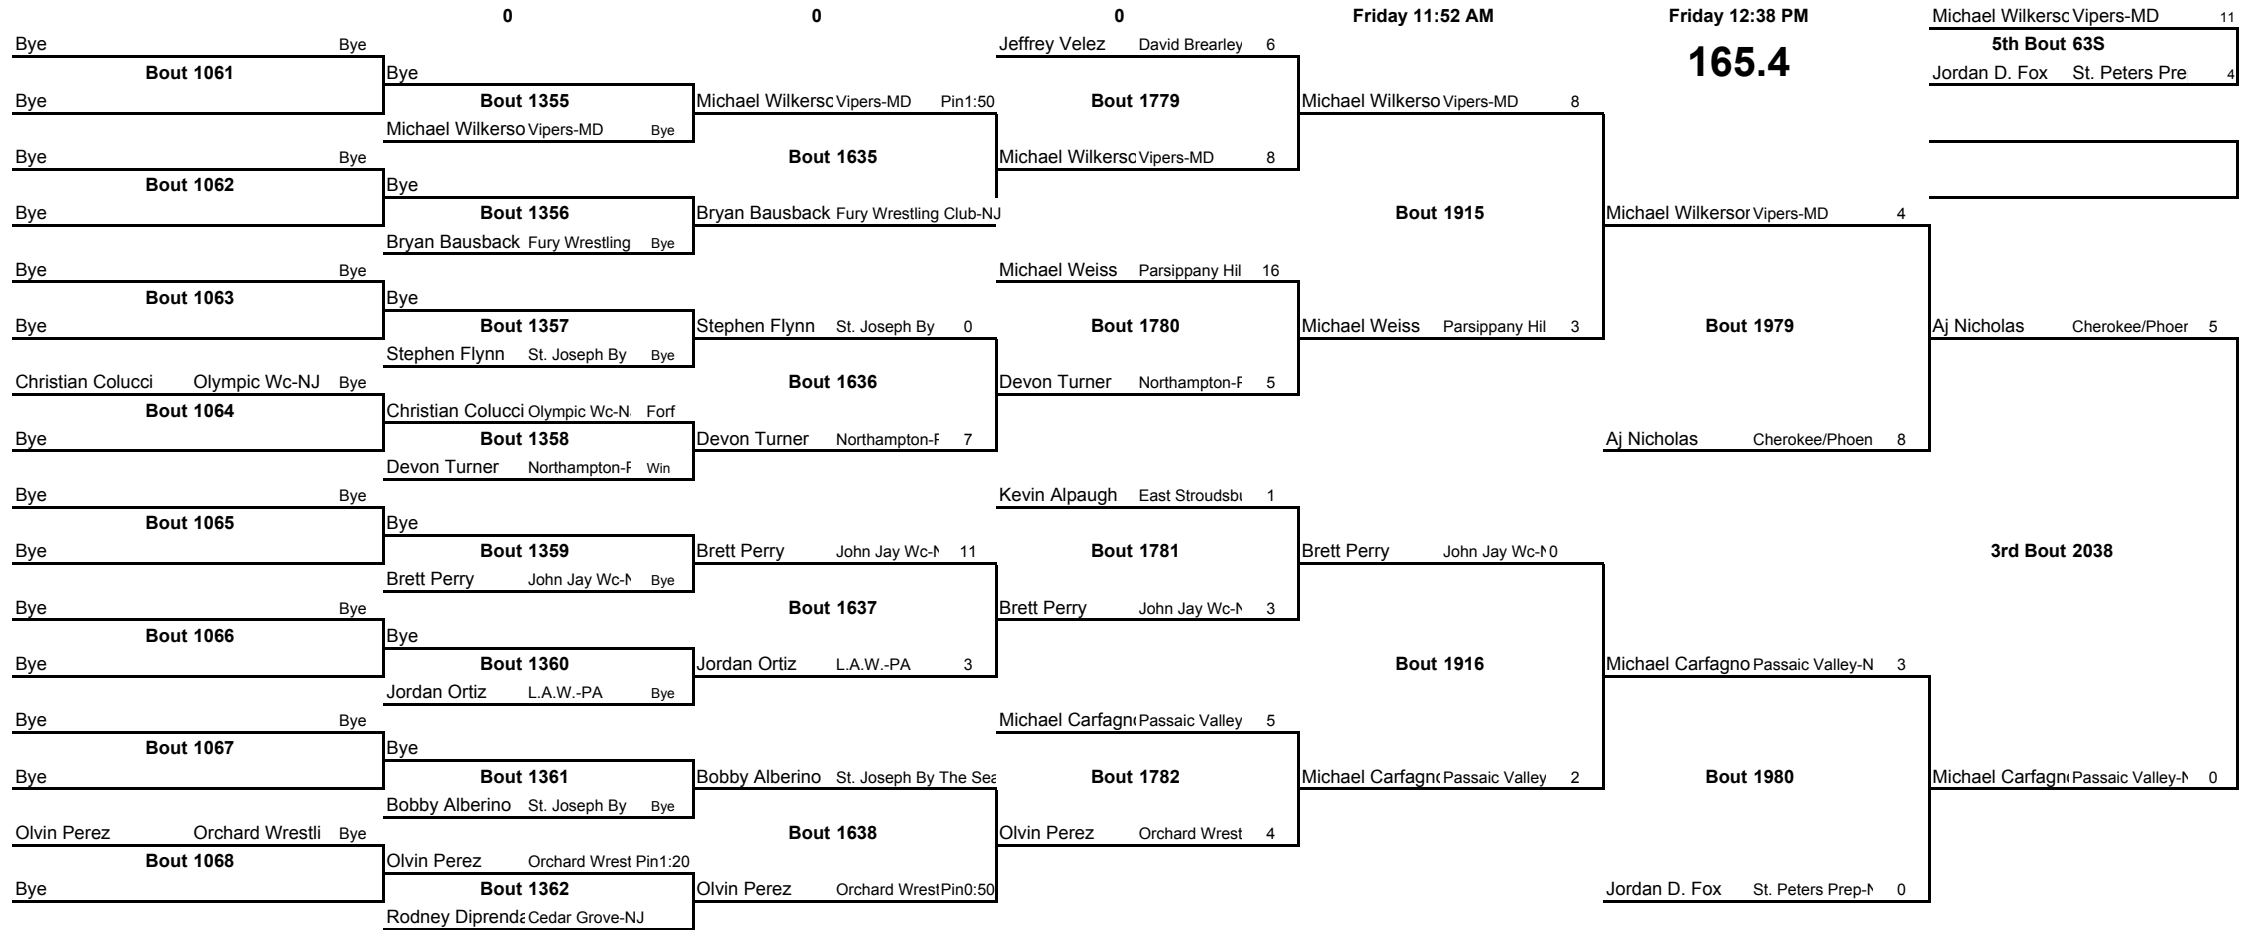 0 0 0 Friday 11:52 AM Friday 12:38 PM Michael Wilkersc Vipers-MD 11
Bye Bye Jeffrey Velez David Brearley 6 165.4 5th Bout 63S
Bout 1061 Bye Jordan D. Fox St. Peters Pre 4
Bye Bout 1355 Michael Wilkersc Vipers-MD Pin1:50 Bout 1779 Michael Wilkerso Vipers-MD 8
Michael Wilkerso Vipers-MD Bye
Bye Bye Bout 1635 Michael Wilkersc Vipers-MD 8
Bout 1062 Bye
Bye Bout 1356 Bryan Bausback Fury Wrestling Club-NJ Bout 1915 Michael Wilkersor Vipers-MD 4
Bryan Bausback Fury Wrestling Bye
Bye Bye Michael Weiss Parsippany Hil 16
Bout 1063 Bye
Bye Bout 1357 Stephen Flynn St. Joseph By 0 Bout 1780 Michael Weiss Parsippany Hil 3 Bout 1979 Aj Nicholas Cherokee/Phoer 5
Stephen Flynn St. Joseph By Bye
Christian Colucci Olympic Wc-NJ Bye Bout 1636 Devon Turner Northampton-F 5
Bout 1064 Christian Colucci Olympic Wc-N Forf
Bye Bout 1358 Devon Turner Northampton-F 7 Aj Nicholas Cherokee/Phoen 8
Devon Turner Northampton-F Win
Bye Bye Kevin Alpaugh East Stroudsbu 1
Bout 1065 Bye
Bye Bout 1359 Brett Perry John Jay Wc-N 11 Bout 1781 Brett Perry John Jay Wc-N 0 3rd Bout 2038
Brett Perry John Jay Wc-N Bye
Bye Bye Bout 1637 Brett Perry John Jay Wc-N 3
Bout 1066 Bye
Bye Bout 1360 Jordan Ortiz L.A.W.-PA 3 Bout 1916 Michael Carfagno Passaic Valley-N 3
Jordan Ortiz L.A.W.-PA Bye
Bye Bye Michael Carfagn Passaic Valley 5
Bout 1067 Bye
Bye Bout 1361 Bobby Alberino St. Joseph By The Sea Bout 1782 Michael Carfagn Passaic Valley 2 Bout 1980 Michael Carfagn Passaic Valley-N 0
Bobby Alberino St. Joseph By Bye
Olvin Perez Orchard Wrestli Bye Bout 1638 Olvin Perez Orchard Wrest 4
Bout 1068 Olvin Perez Orchard Wrest Pin1:20
Bye Bout 1362 Olvin Perez Orchard Wrest Pin0:50 Jordan D. Fox St. Peters Prep-N 0
Rodney Diprenda Cedar Grove-NJ